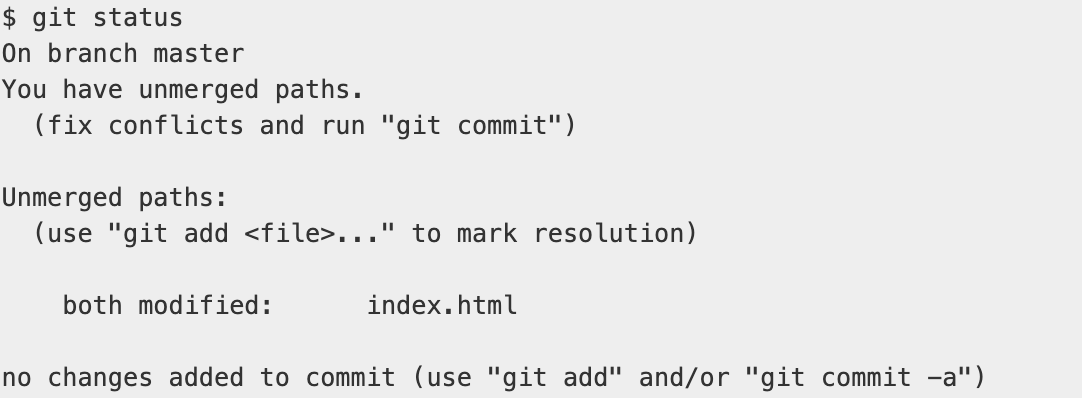 $ git status
On branch master
You have unmerged paths.
  (fix conflicts and run "git commit")

Unmerged paths:
  (use "git add <file>..." to mark resolution)

    both modified:      index.html

no changes added to commit (use "git add" and/or "git commit -a")